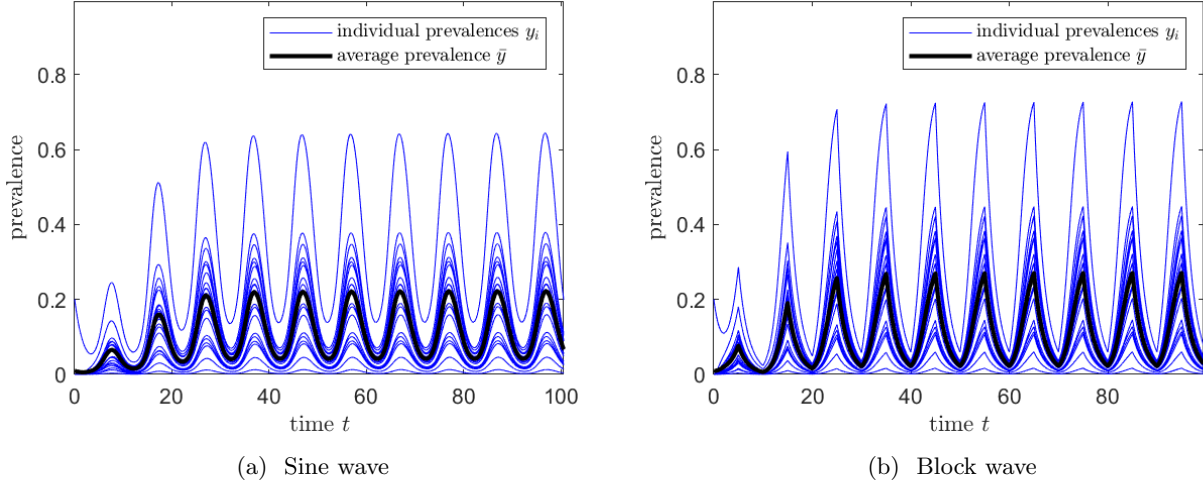 individual prevalences y_i
average prevalence ȳ
prevalence
0.8
0.6
0.4
0.2
0
0 20 40 60 80 100
time t
(a) Sine wave
individual prevalences y_i
average prevalence ȳ
prevalence
0.8
0.6
0.4
0.2
0
0 20 40 60 80
time t
(b) Block wave